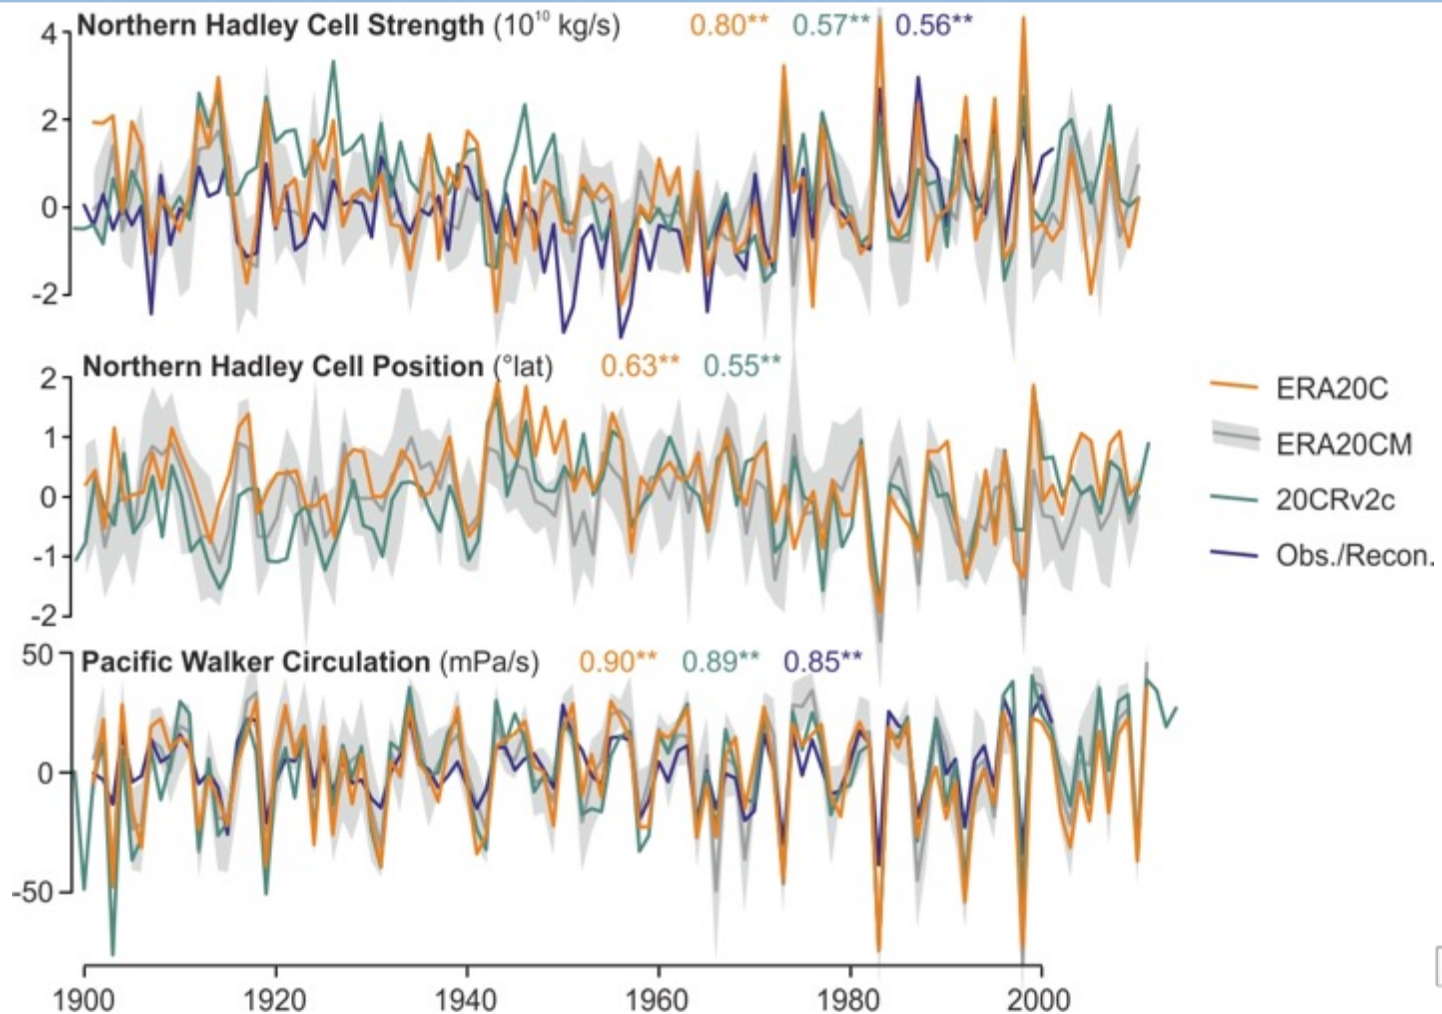 Northern Hadley Cell Strength (10¹⁰ kg/s) 0.80** 0.57** 0.56**
4
2
0
-2
Northern Hadley Cell Position (°lat) 0.63** 0.55**
2
1
0
-1
-2
ERA20C
ERA20CM
20CRv2c
Obs./Recon.
Pacific Walker Circulation (mPa/s) 0.90** 0.89** 0.85**
50
0
-50
1900 1920 1940 1960 1980 2000